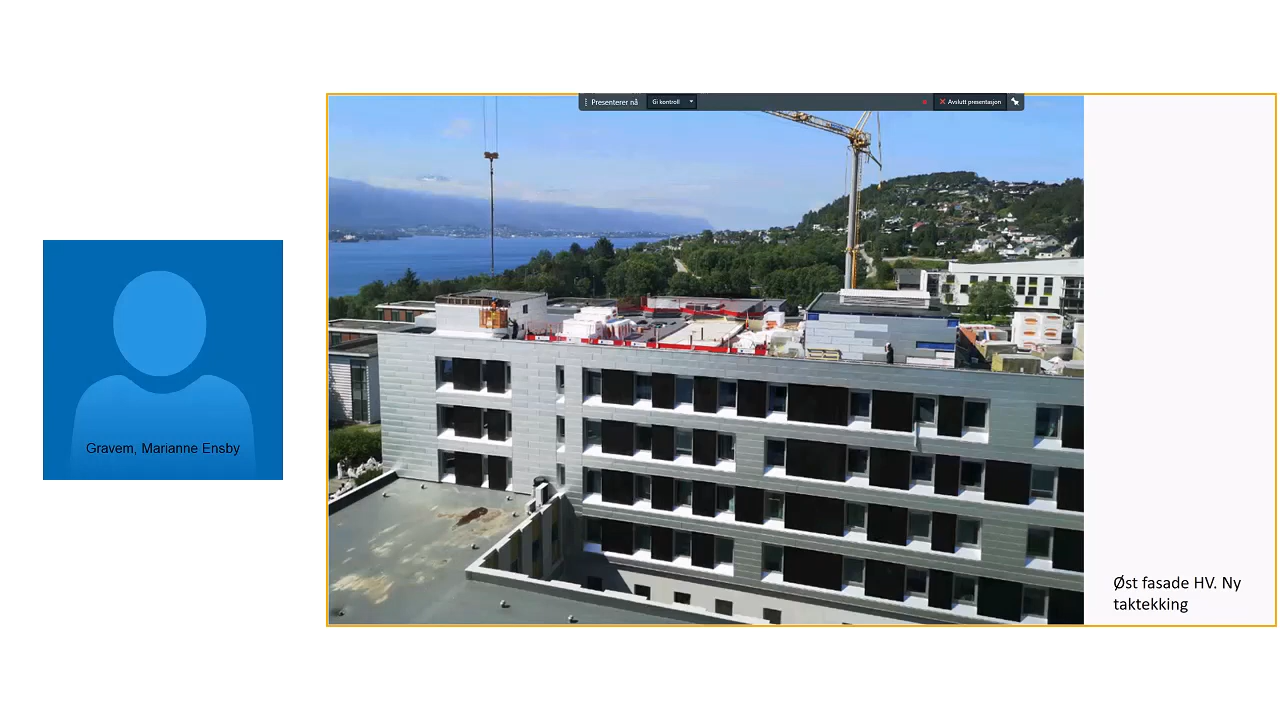 Presenterer nå
Gi kontroll
Avslutt presentasjon
Gravem, Marianne Ensby
Øst fasade HV. Ny
taktekking